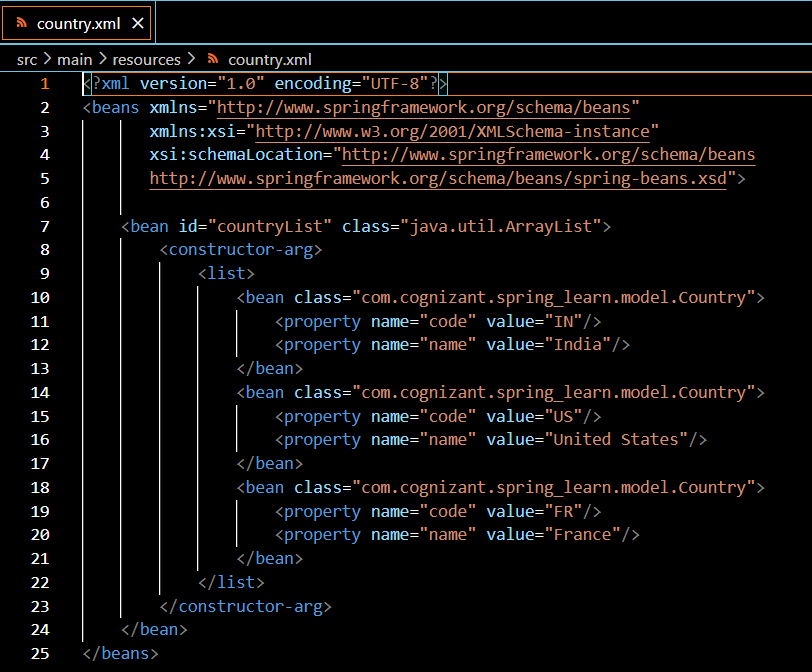 country.xml ×
src > main > resources > country.xml
1 <?xml version="1.0" encoding="UTF-8"?>
2 <beans xmlns="http://www.springframework.org/schema/beans"
3        xmlns:xsi="http://www.w3.org/2001/XMLSchema-instance"
4        xsi:schemaLocation="http://www.springframework.org/schema/beans
5        http://www.springframework.org/schema/beans/spring-beans.xsd">
6
7     <bean id="countryList" class="java.util.ArrayList">
8         <constructor-arg>
9             <list>
10                 <bean class="com.cognizant.spring_learn.model.Country">
11                     <property name="code" value="IN"/>
12                     <property name="name" value="India"/>
13                 </bean>
14                 <bean class="com.cognizant.spring_learn.model.Country">
15                     <property name="code" value="US"/>
16                     <property name="name" value="United States"/>
17                 </bean>
18                 <bean class="com.cognizant.spring_learn.model.Country">
19                     <property name="code" value="FR"/>
20                     <property name="name" value="France"/>
21                 </bean>
22             </list>
23         </constructor-arg>
24     </bean>
25 </beans>